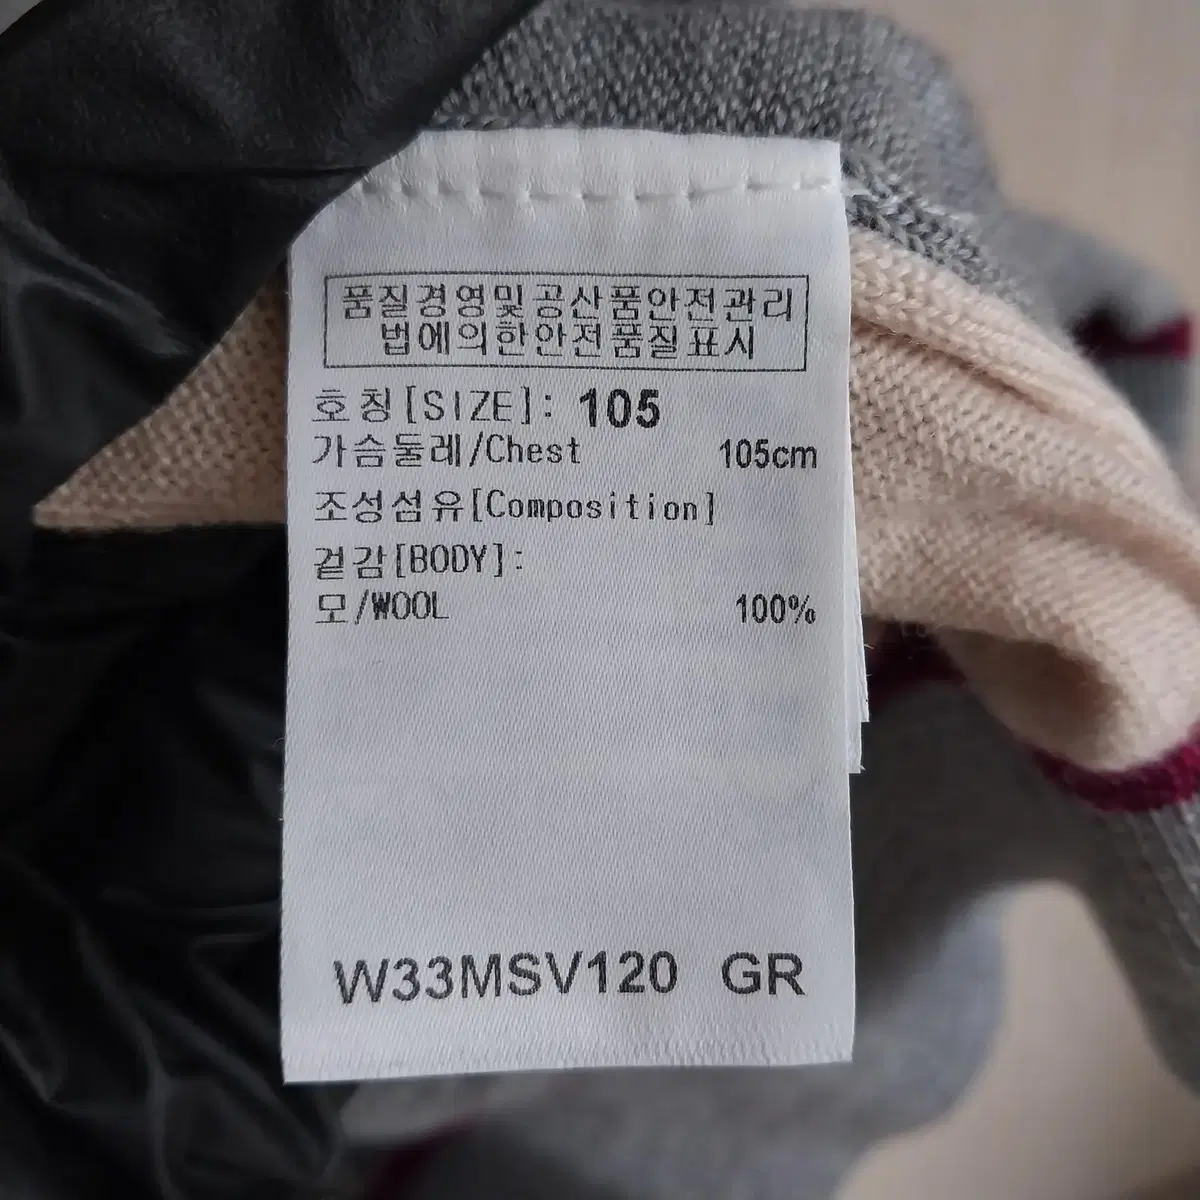 품질경영및공산품안전관리
법에의한안전품질표시
호칭[SIZE]: 105
가슴둘레/Chest 105cm
조성섬유[Composition]
겉감[BODY]:
모/WOOL 100%
W33MSV120 GR